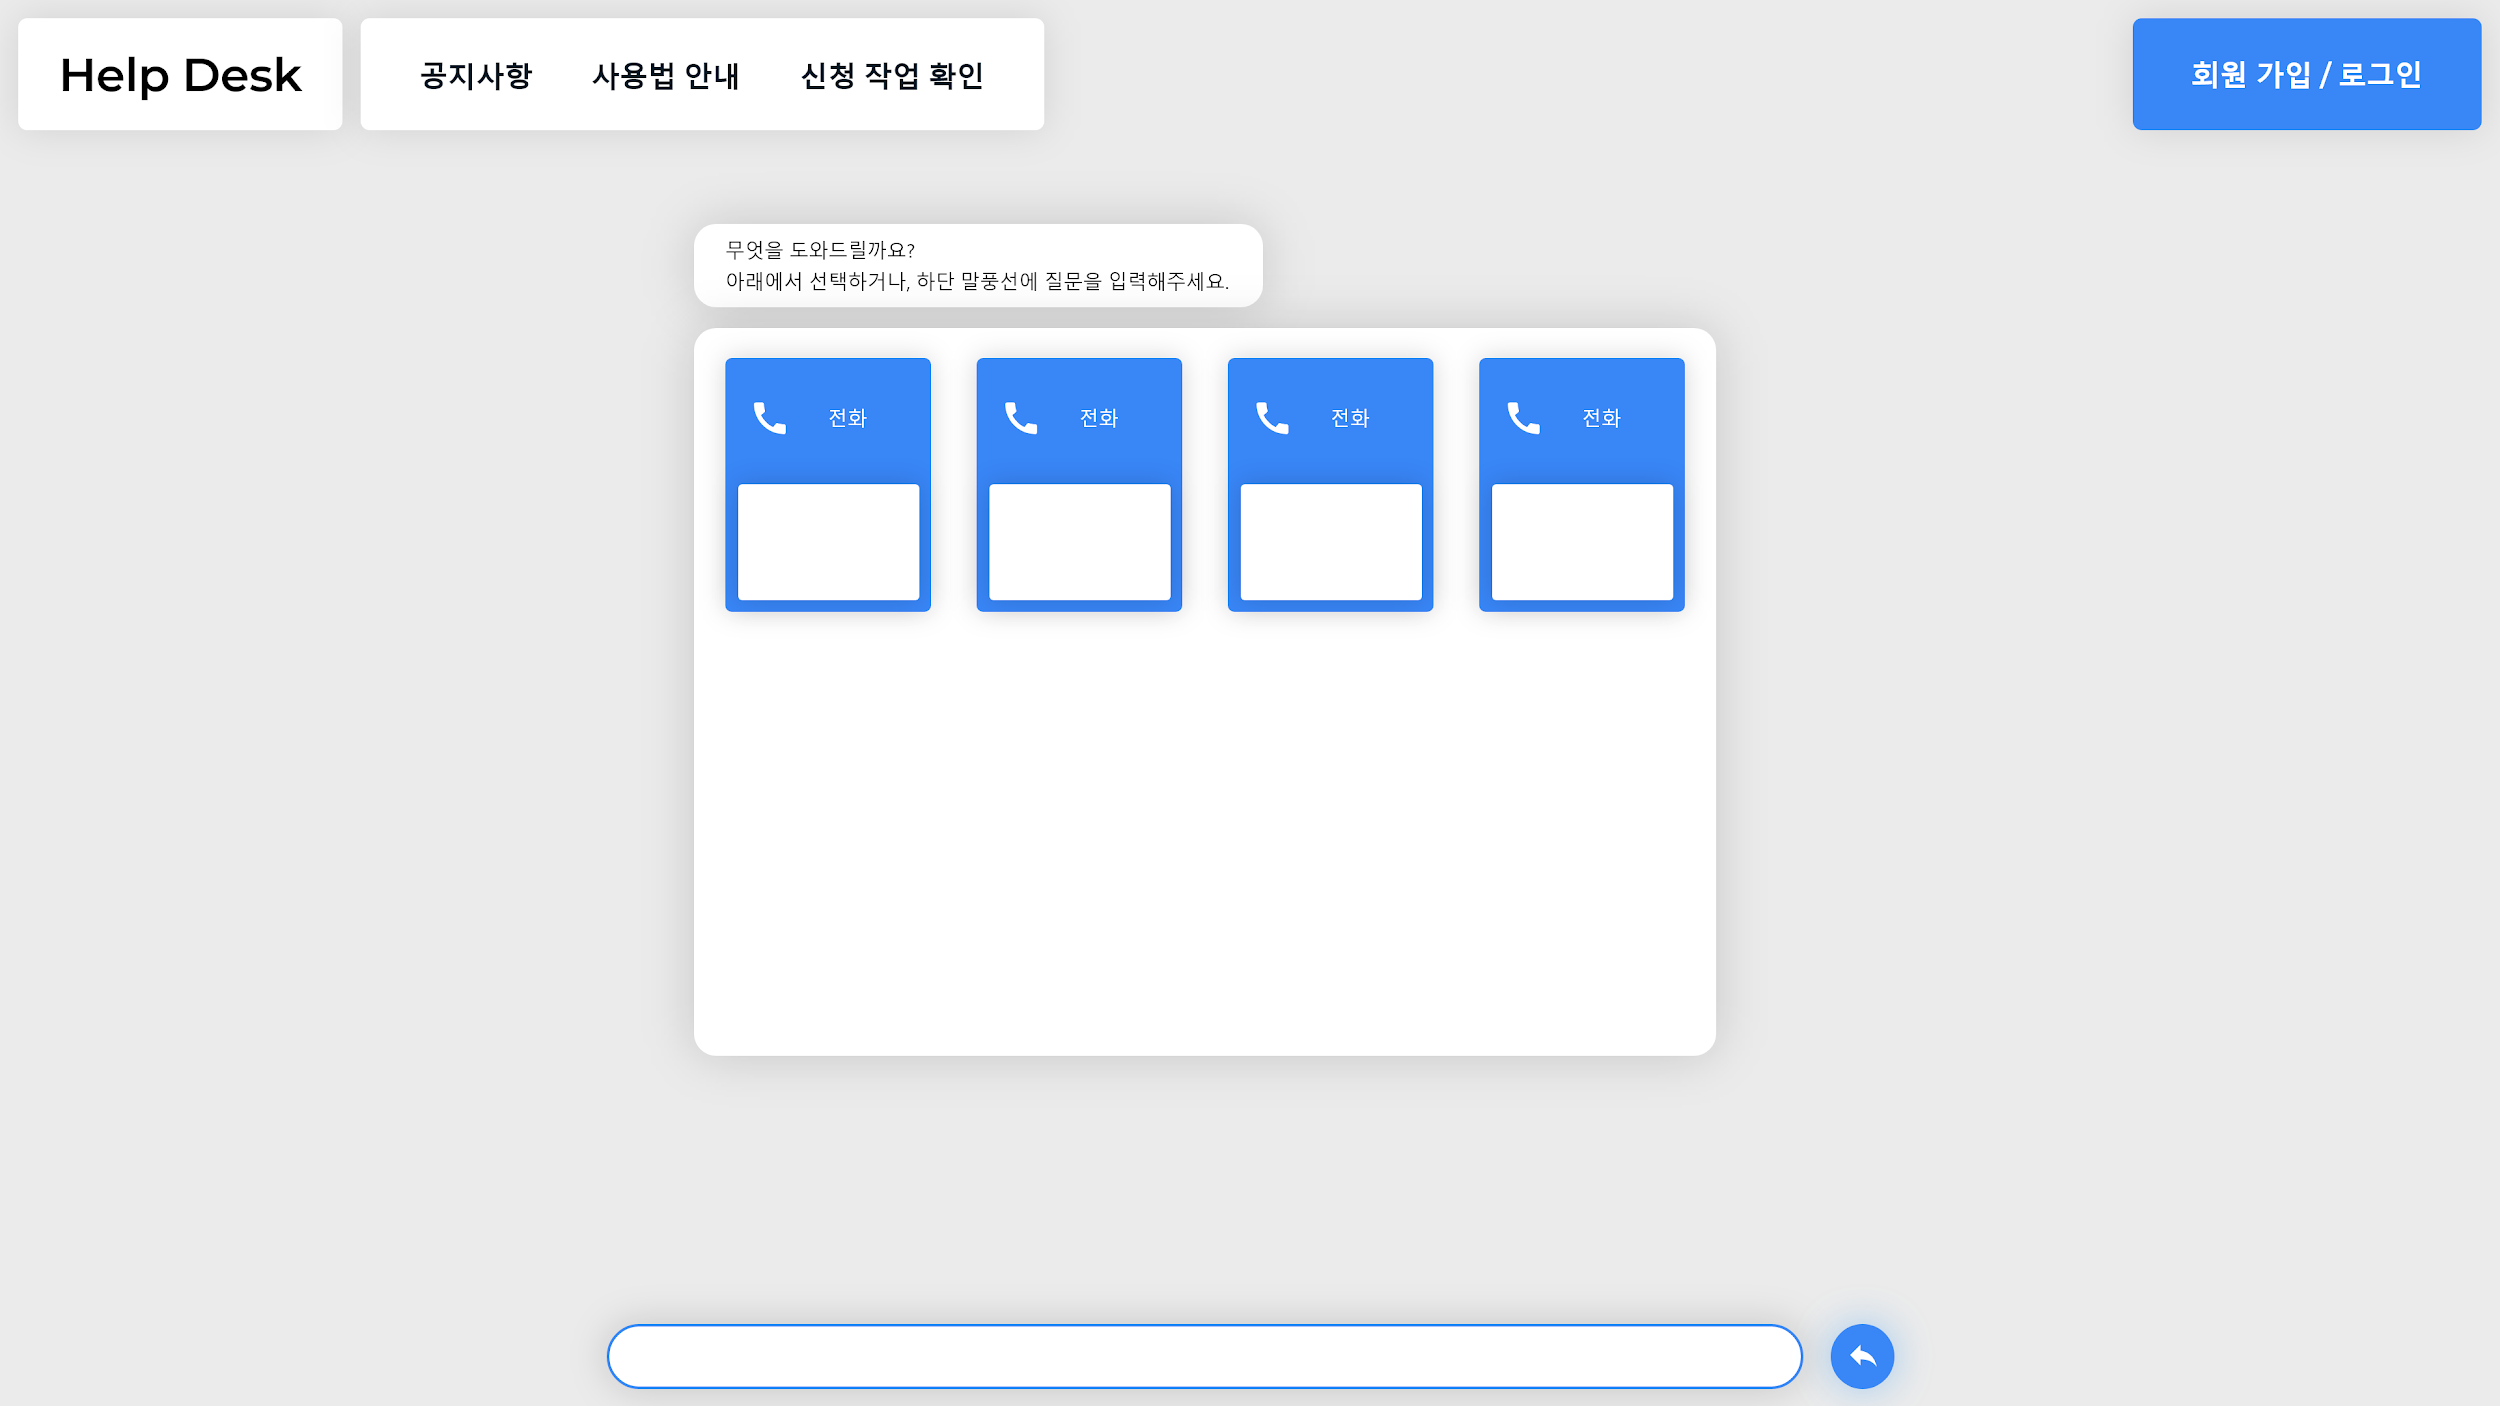 Help Desk
공지사항 사용법 안내 신청 작업 확인
회원 가입 / 로그인
무엇을 도와드릴까요?
아래에서 선택하거나, 하단 말풍선에 질문을 입력해주세요.
전화
전화
전화
전화